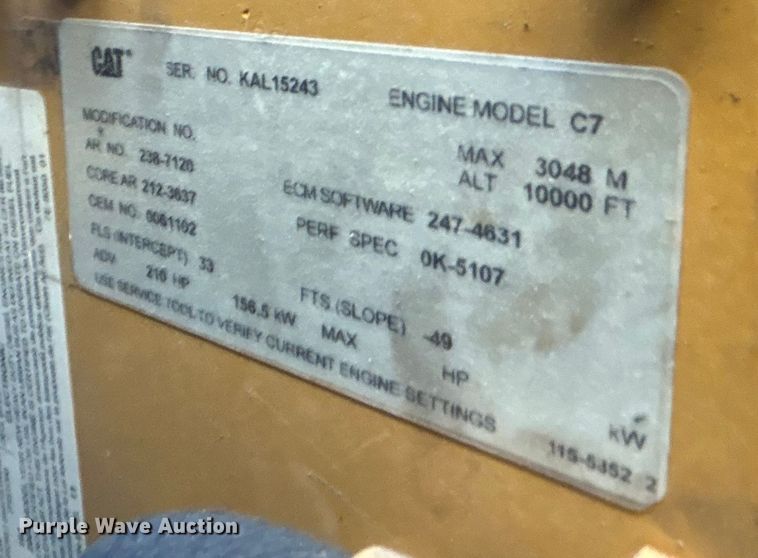 CAT SER. NO. KAL15243 ENGINE MODEL C7
MODIFICATION NO. MAX 3048 M
AR NO. 238-7120 ALT 10000 FT
CORE AR 212-3637 ECM SOFTWARE 247-4631
OEM NO. 6061162 PERF SPEC 0K-5107
FLS (INTERCEPT) 33 FTS (SLOPE) -49
ADV 210 HP 156.5 kW MAX HP kW
USE SERVICE TOOL TO VERIFY CURRENT ENGINE SETTINGS 115-5352 2
Purple Wave Auction